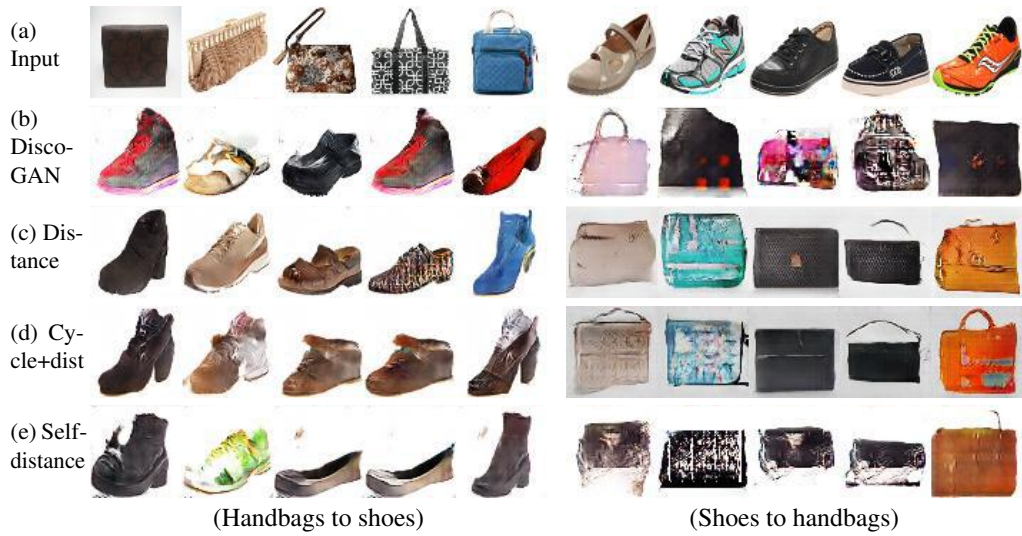 (a)
Input
(b)
Disco-
GAN
(c) Dis-
tance
(d) Cy-
cle+dist
(e) Self-
distance
(Handbags to shoes)
(Shoes to handbags)